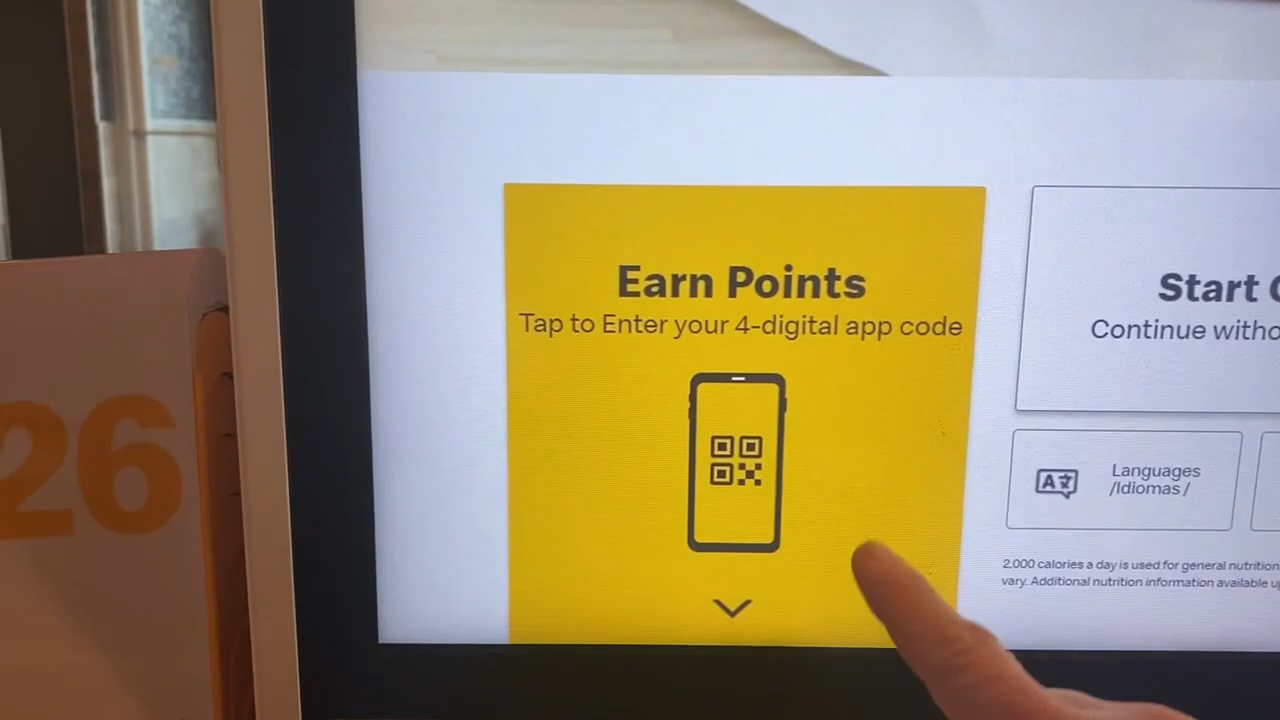 Earn Points
Tap to Enter your 4-digital app code
Start
Continue
Languages
/Idiomas /
2,000 calories a day is used for general nutrition
vary. Additional nutrition information available
26